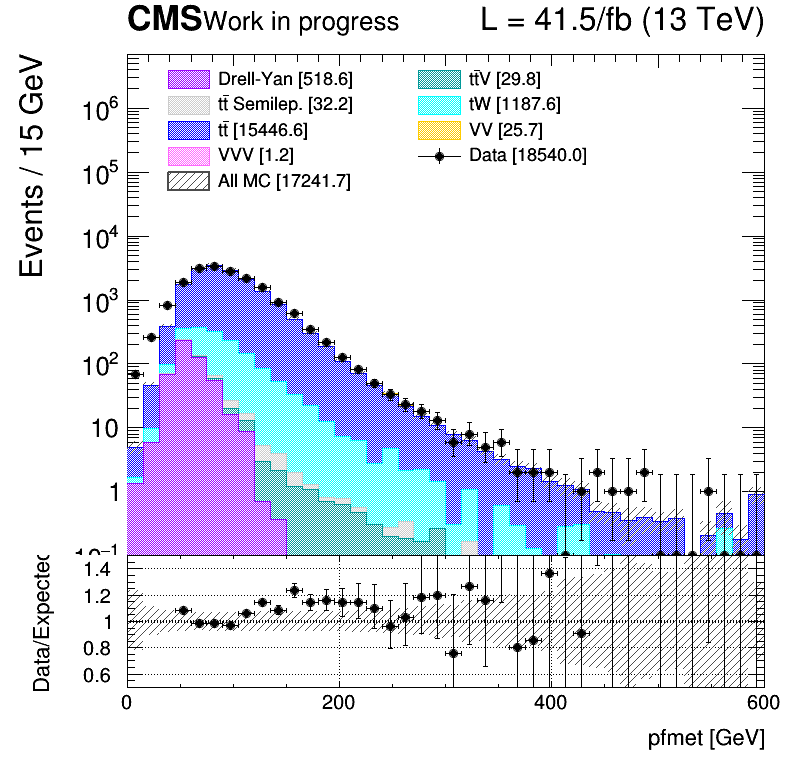 CMS Work in progress L = 41.5/fb (13 TeV)
Drell-Yan [518.6] tt̄V [29.8]
tt̄ Semilep. [32.2] tW [1187.6]
tt̄ [15446.6] VV [25.7]
VVV [1.2] Data [18540.0]
All MC [17241.7]
Events / 15 GeV
10⁶
10⁵
10⁴
10³
10²
10
1
10⁻¹
Data/Expected
1.4
1.2
1
0.8
0.6
0 200 400 600
pfmet [GeV]